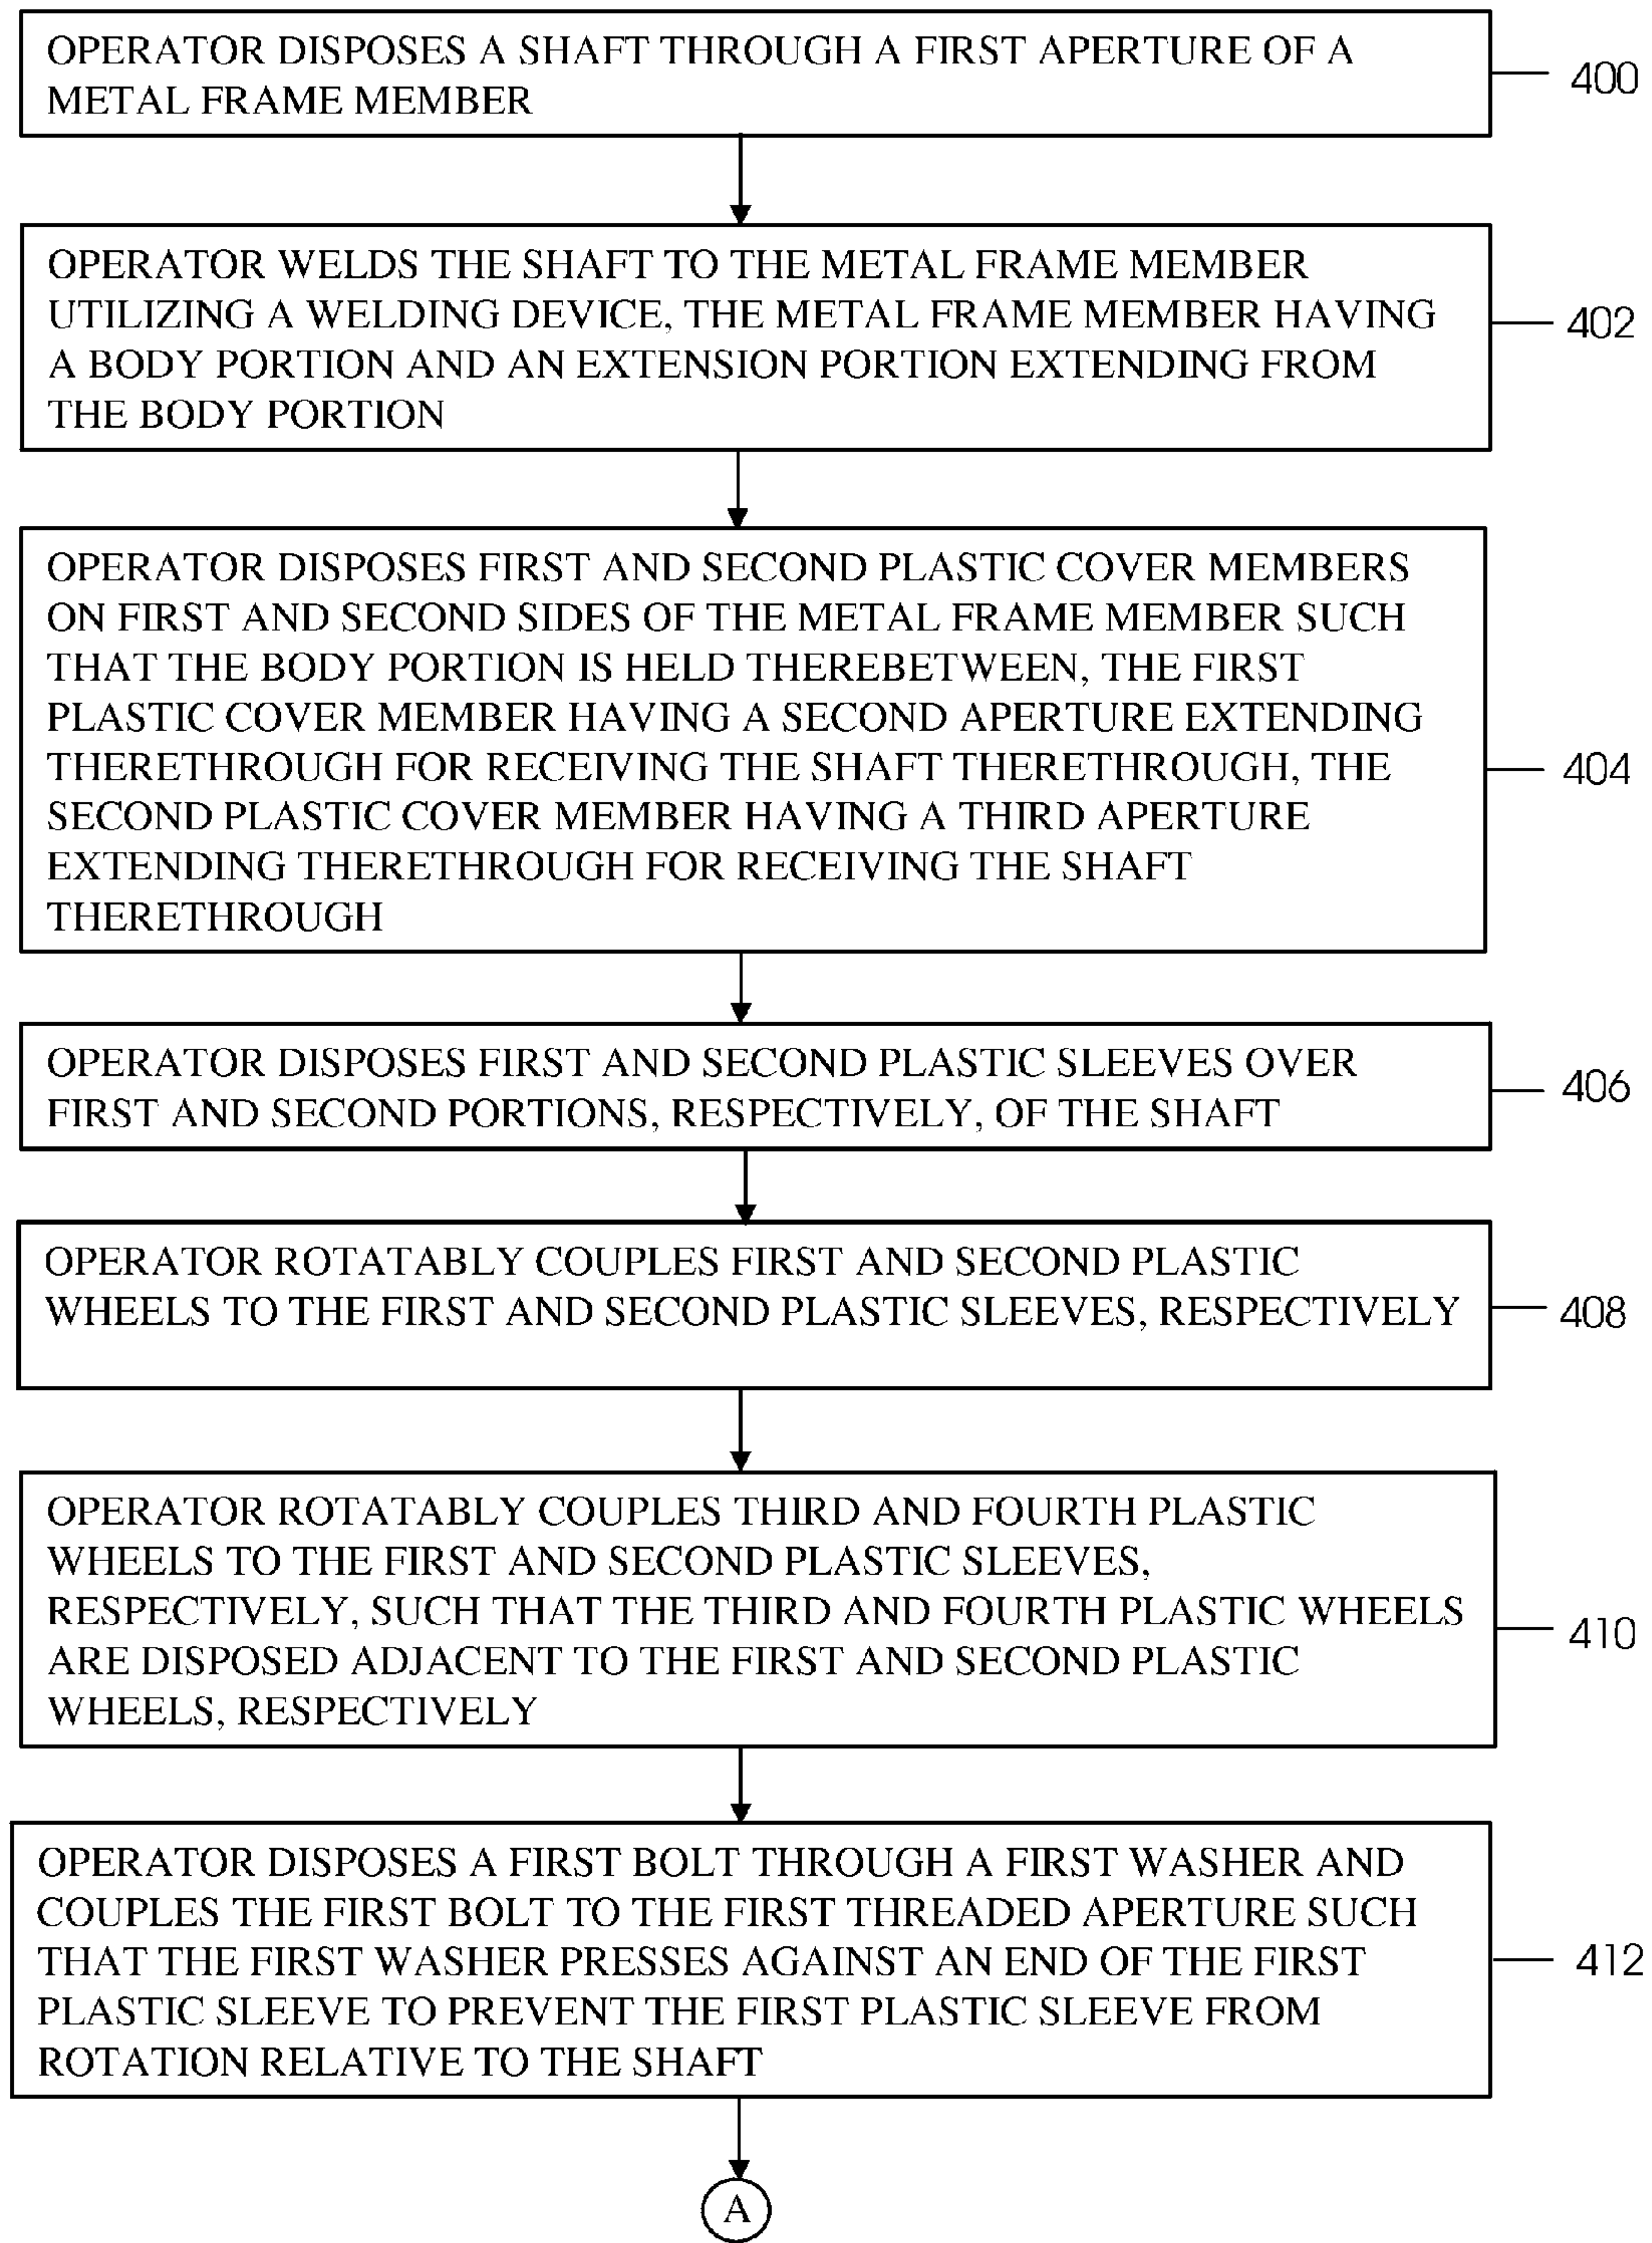 OPERATOR DISPOSES A SHAFT THROUGH A FIRST APERTURE OF A
METAL FRAME MEMBER
400
OPERATOR WELDS THE SHAFT TO THE METAL FRAME MEMBER
UTILIZING A WELDING DEVICE, THE METAL FRAME MEMBER HAVING
A BODY PORTION AND AN EXTENSION PORTION EXTENDING FROM
THE BODY PORTION
402
OPERATOR DISPOSES FIRST AND SECOND PLASTIC COVER MEMBERS
ON FIRST AND SECOND SIDES OF THE METAL FRAME MEMBER SUCH
THAT THE BODY PORTION IS HELD THEREBETWEEN, THE FIRST
PLASTIC COVER MEMBER HAVING A SECOND APERTURE EXTENDING
THERETHROUGH FOR RECEIVING THE SHAFT THERETHROUGH, THE
SECOND PLASTIC COVER MEMBER HAVING A THIRD APERTURE
EXTENDING THERETHROUGH FOR RECEIVING THE SHAFT
THERETHROUGH
404
OPERATOR DISPOSES FIRST AND SECOND PLASTIC SLEEVES OVER
FIRST AND SECOND PORTIONS, RESPECTIVELY, OF THE SHAFT
406
OPERATOR ROTATABLY COUPLES FIRST AND SECOND PLASTIC
WHEELS TO THE FIRST AND SECOND PLASTIC SLEEVES, RESPECTIVELY
408
OPERATOR ROTATABLY COUPLES THIRD AND FOURTH PLASTIC
WHEELS TO THE FIRST AND SECOND PLASTIC SLEEVES,
RESPECTIVELY, SUCH THAT THE THIRD AND FOURTH PLASTIC WHEELS
ARE DISPOSED ADJACENT TO THE FIRST AND SECOND PLASTIC
WHEELS, RESPECTIVELY
410
OPERATOR DISPOSES A FIRST BOLT THROUGH A FIRST WASHER AND
COUPLES THE FIRST BOLT TO THE FIRST THREADED APERTURE SUCH
THAT THE FIRST WASHER PRESSES AGAINST AN END OF THE FIRST
PLASTIC SLEEVE TO PREVENT THE FIRST PLASTIC SLEEVE FROM
ROTATION RELATIVE TO THE SHAFT
412
A